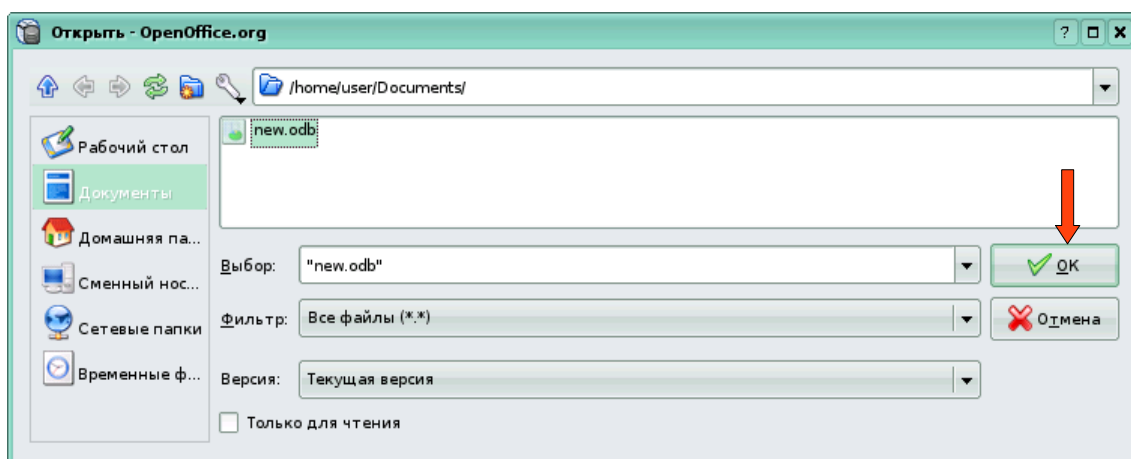 Открыть - OpenOffice.org
/home/user/Documents/
Рабочий стол
Документы
Домашняя па...
Сменный нос...
Сетевые папки
Временные ф...
new.odb
Выбор: "new.odb" OK
Фильтр: Все файлы (*.*) Отмена
Версия: Текущая версия
Только для чтения